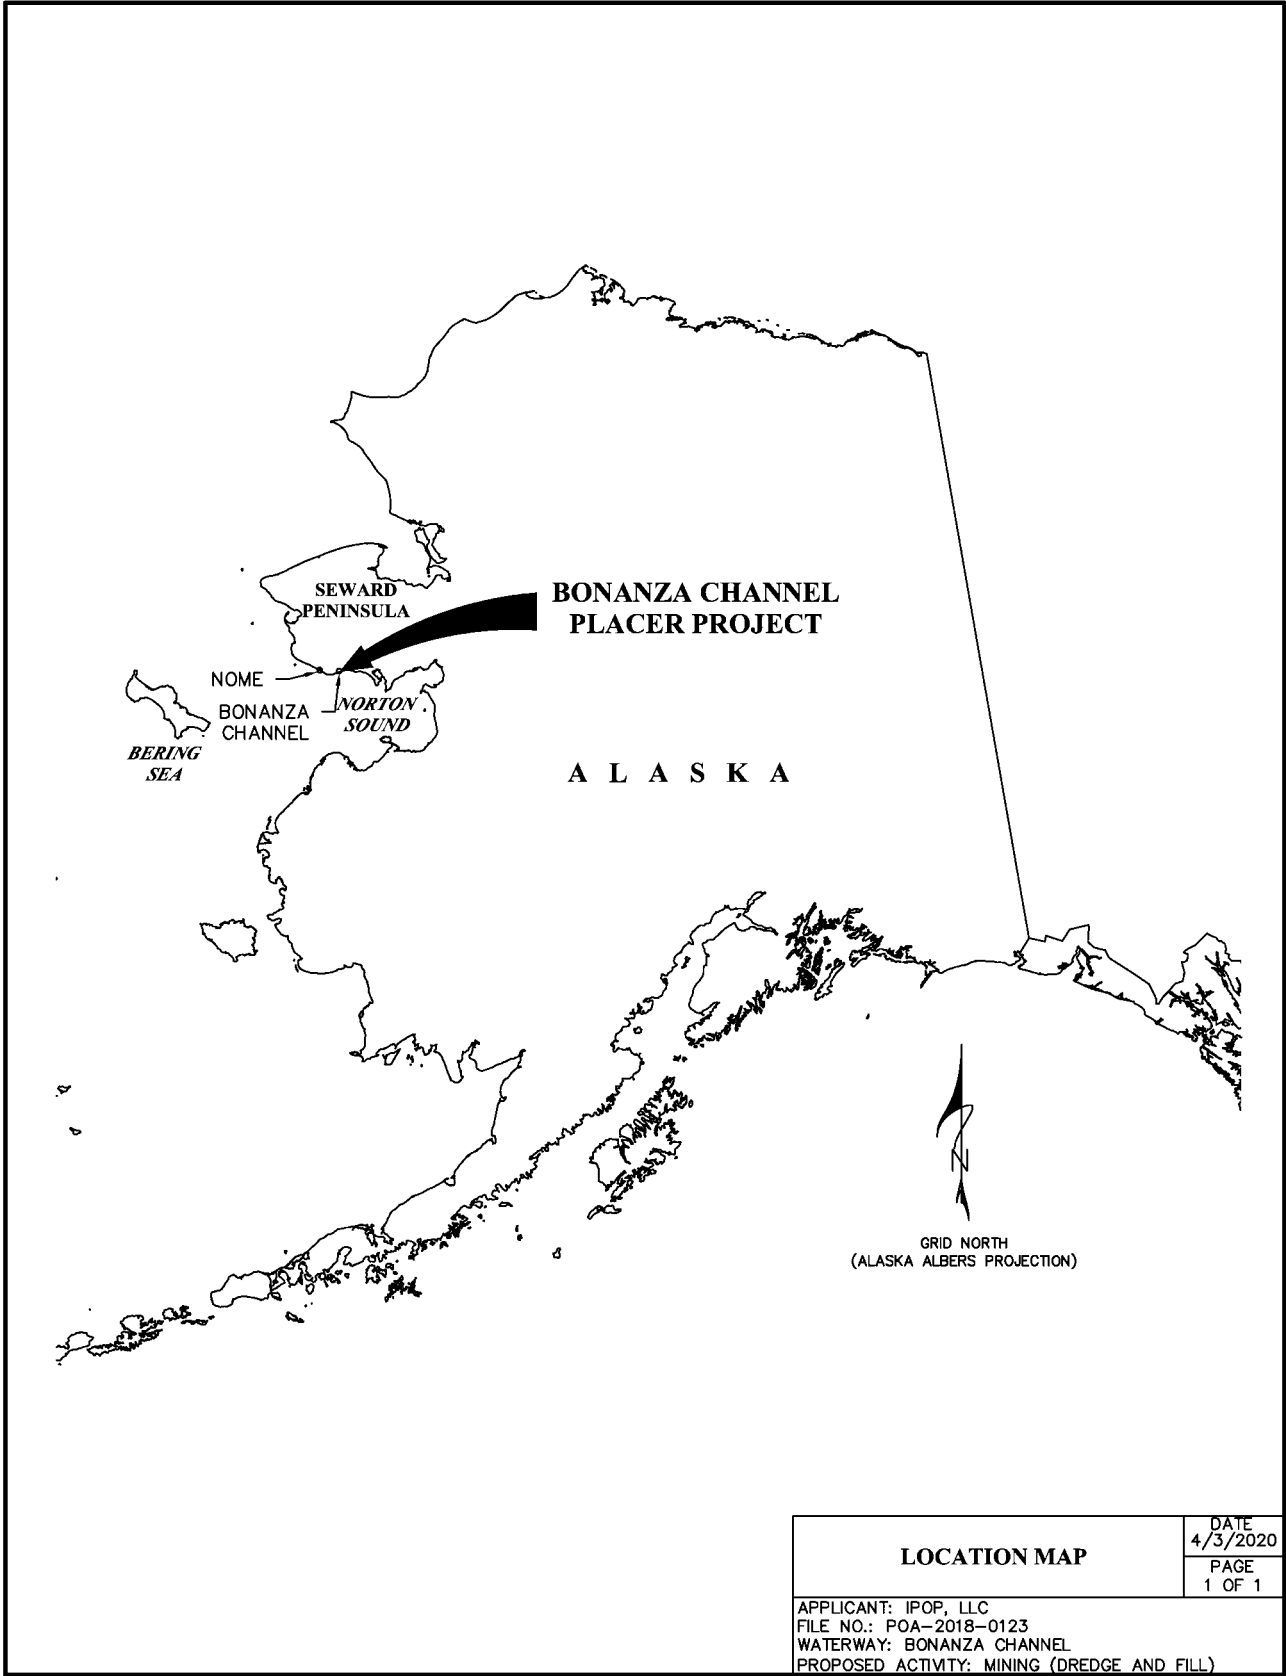 SEWARD
PENINSULA
BONANZA CHANNEL
PLACER PROJECT
NOME
BONANZA
CHANNEL
NORTON
SOUND
BERING
SEA
A L A S K A
N
GRID NORTH
(ALASKA ALBERS PROJECTION)
LOCATION MAP
DATE
4/3/2020
PAGE
1 OF 1
APPLICANT: IPOP, LLC
FILE NO.: POA-2018-0123
WATERWAY: BONANZA CHANNEL
PROPOSED ACTIVITY: MINING (DREDGE AND FILL)